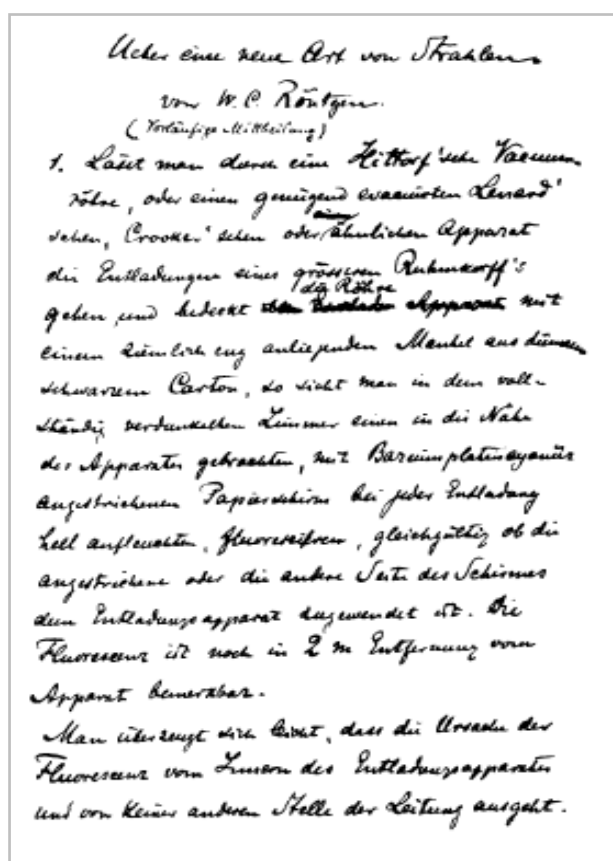 Ueber eine neue Art von Strahlen.
von W. C. Röntgen.
(Vorläufige Mittheilung)
1. Lässt man durch eine Hittorf'sche Vacuum-
röhre, oder einen genügend evacuirten Lenard'
schen, Crookes'schen oder einen ähnlichen Apparat
die Entladungen eines grösseren Ruhmkorff's
gehen und bedeckt die Röhre mit
einem ziemlich eng anliegenden Mantel aus dünnem
schwarzem Carton, so sieht man in dem voll-
ständig verdunkelten Zimmer einen in die Nähe
des Apparates gebrachten, mit Bariumplatincyanür
angestrichenen Papierschirm bei jeder Entladung
hell aufleuchten, fluoresciren, gleichgültig ob die
angestrichene oder die andere Seite des Schirmes
dem Entladungsapparat zugewendet ist. Die
Fluorescenz ist noch in 2 m Entfernung vom
Apparat bemerkbar.
Man überzeugt sich leicht, dass die Ursache der
Fluorescenz vom Innern des Entladungsapparates
und von keiner anderen Stelle der Leitung ausgeht.